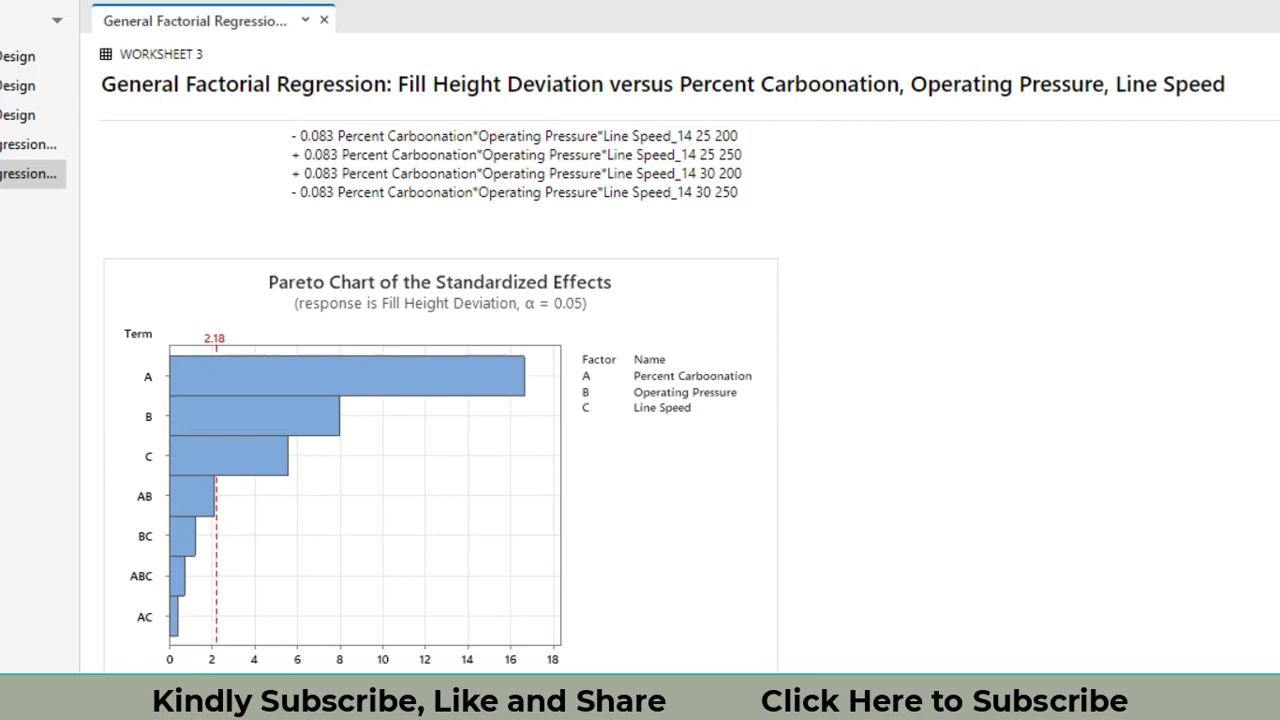 General Factorial Regressio...
Design
Design
Design
gression...
gression...
WORKSHEET 3
General Factorial Regression: Fill Height Deviation versus Percent Carboonation, Operating Pressure, Line Speed
- 0.083 Percent Carboonation*Operating Pressure*Line Speed_14 25 200
+ 0.083 Percent Carboonation*Operating Pressure*Line Speed_14 25 250
+ 0.083 Percent Carboonation*Operating Pressure*Line Speed_14 30 200
- 0.083 Percent Carboonation*Operating Pressure*Line Speed_14 30 250
Pareto Chart of the Standardized Effects
(response is Fill Height Deviation, α = 0.05)
Term
2.18
A
B
C
AB
BC
ABC
AC
0 2 4 6 8 10 12 14 16 18
Factor Name
A Percent Carboonation
B Operating Pressure
C Line Speed
Kindly Subscribe, Like and Share
Click Here to Subscribe